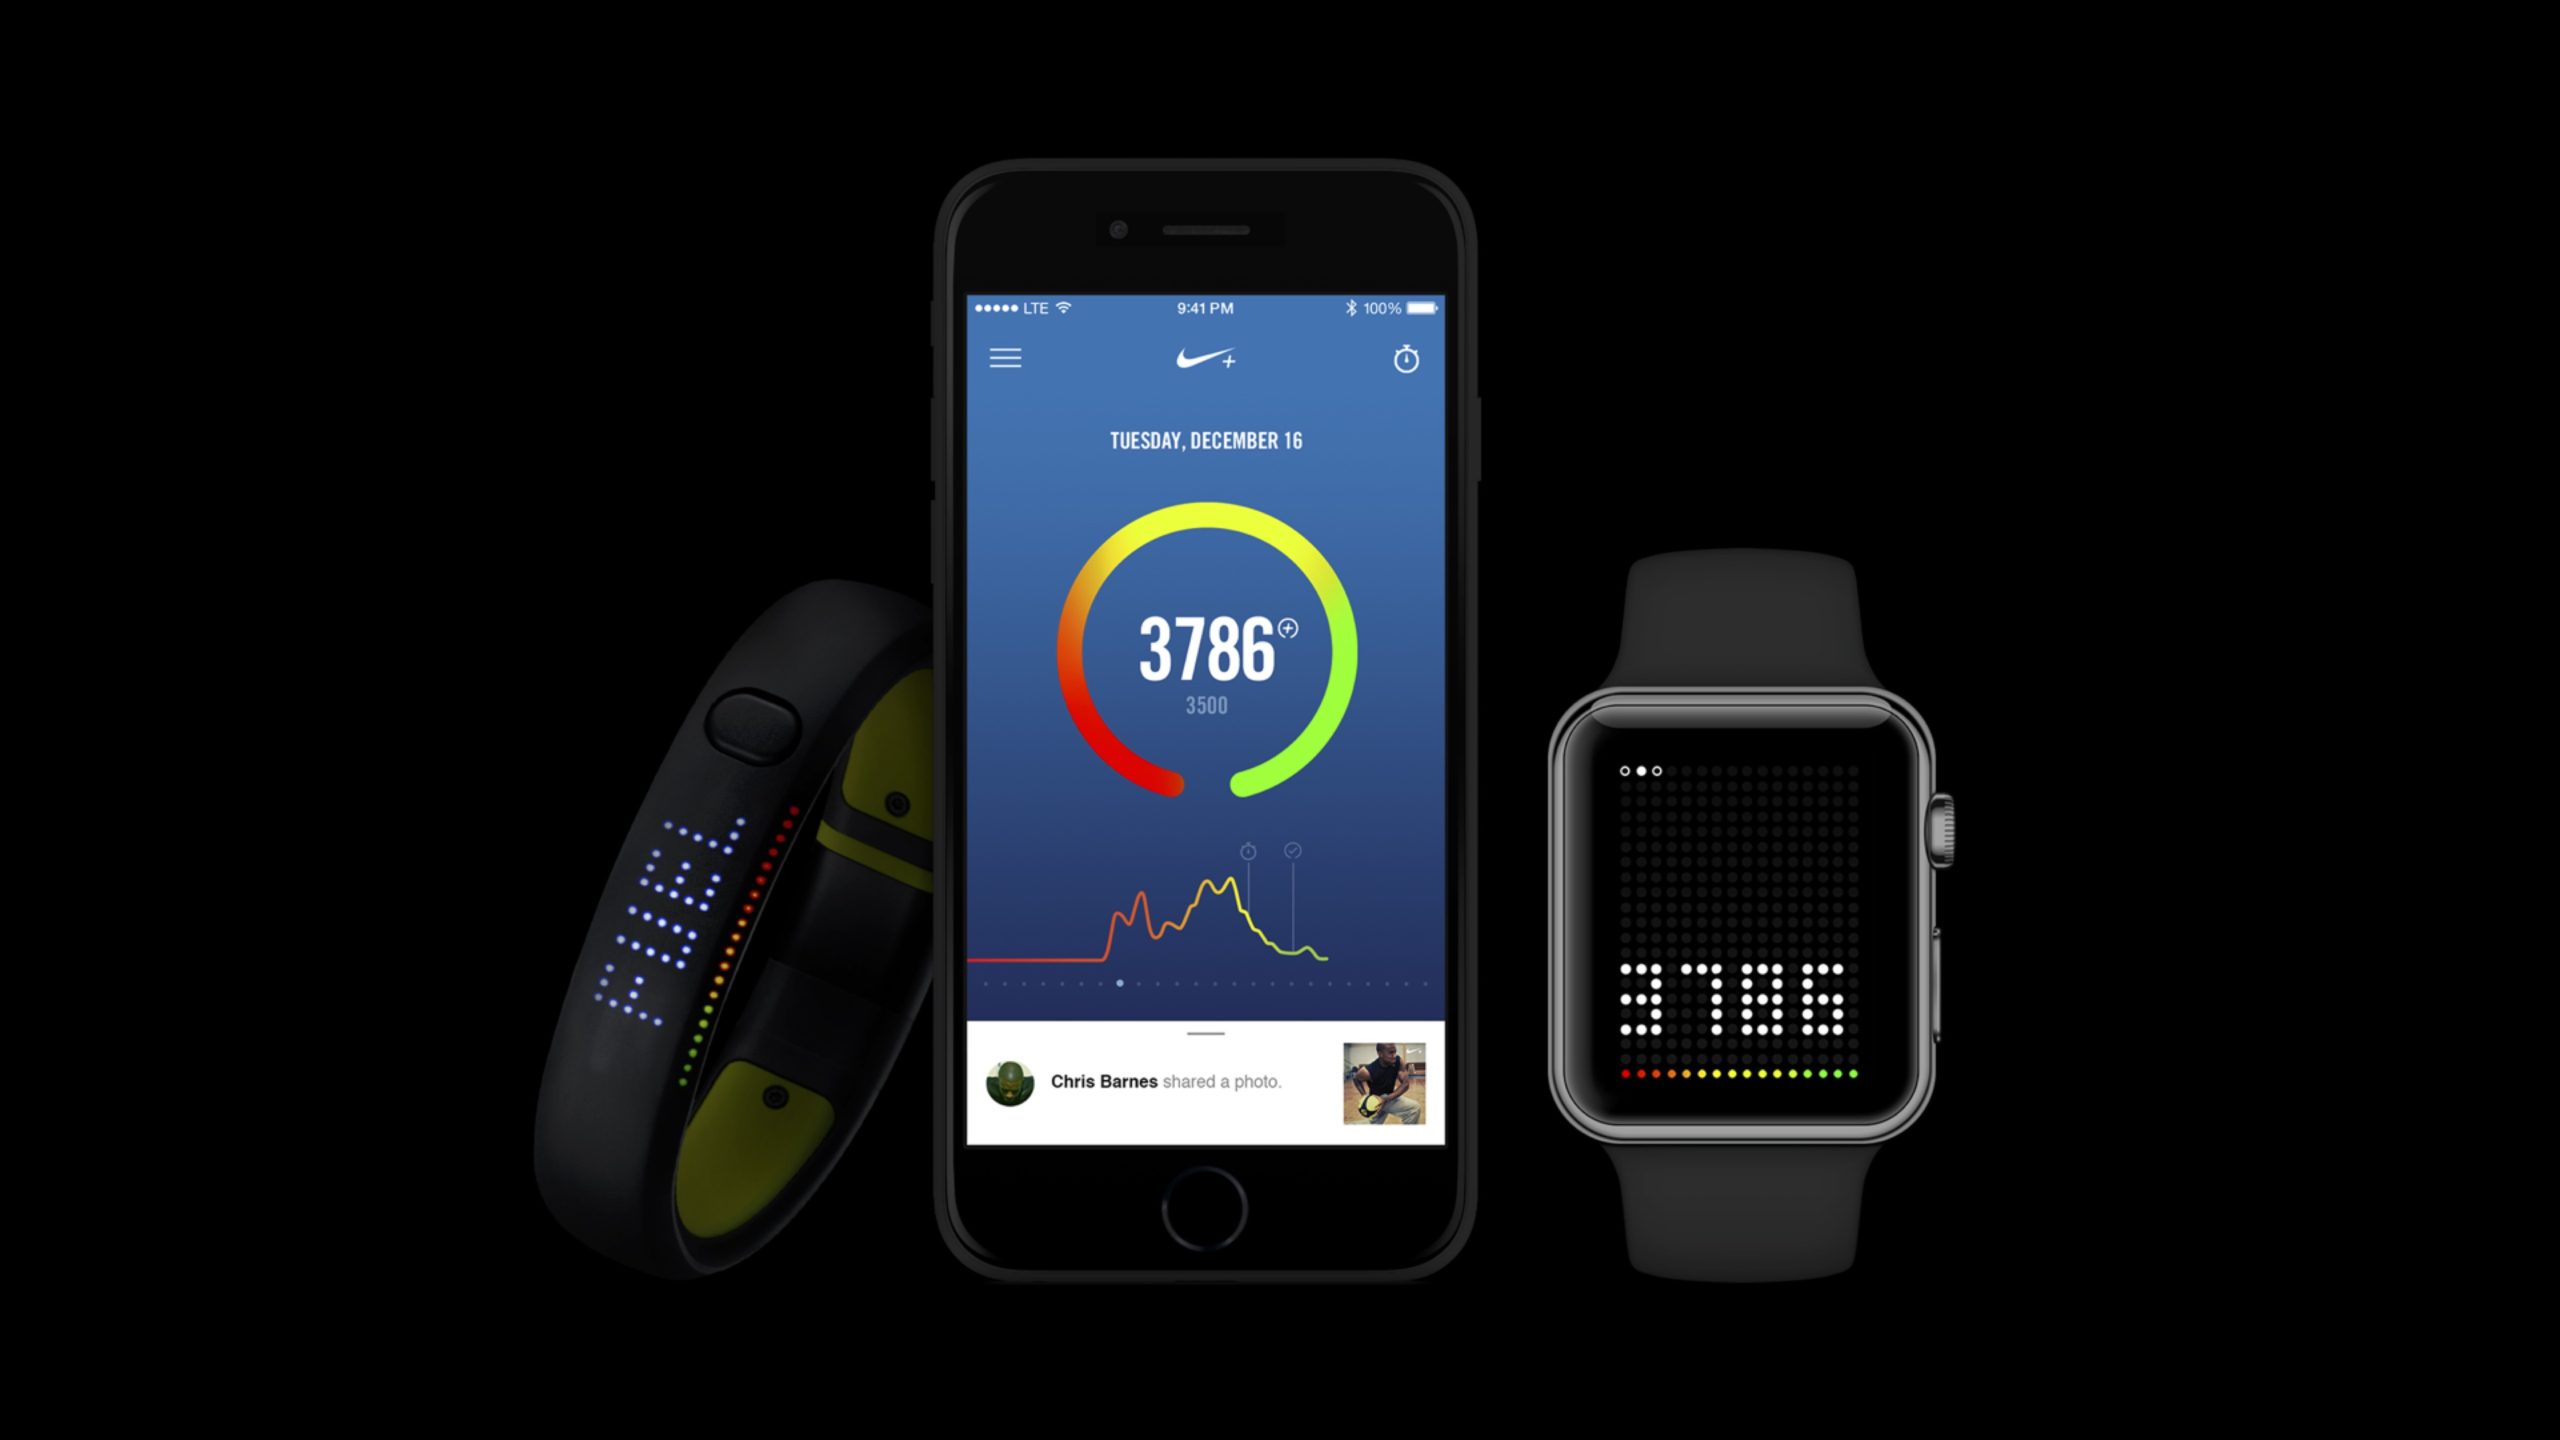 FUEL
LTE 9:41 PM 100%
TUESDAY, DECEMBER 16
3786
3500
Chris Barnes shared a photo.
3786